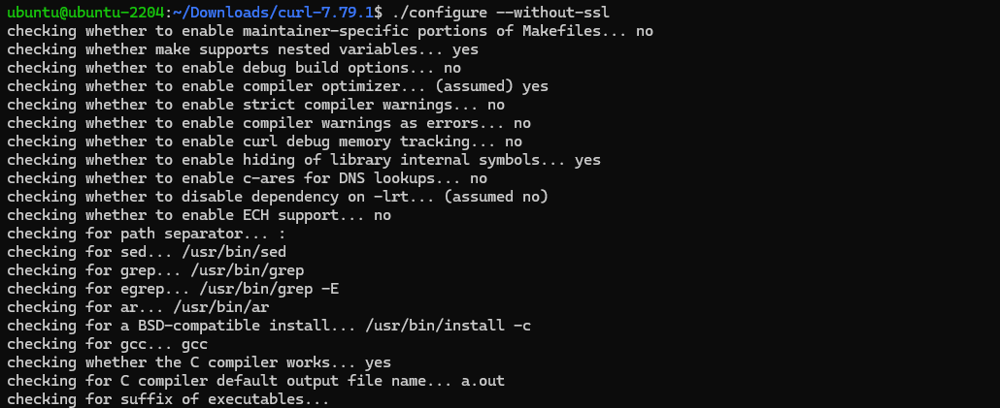 ubuntu@ubuntu-2204:~/Downloads/curl-7.79.1$ ./configure --without-ssl
checking whether to enable maintainer-specific portions of Makefiles... no
checking whether make supports nested variables... yes
checking whether to enable debug build options... no
checking whether to enable compiler optimizer... (assumed) yes
checking whether to enable strict compiler warnings... no
checking whether to enable compiler warnings as errors... no
checking whether to enable curl debug memory tracking... no
checking whether to enable hiding of library internal symbols... yes
checking whether to enable c-ares for DNS lookups... no
checking whether to disable dependency on -lrt... (assumed no)
checking whether to enable ECH support... no
checking for path separator... :
checking for sed... /usr/bin/sed
checking for grep... /usr/bin/grep
checking for egrep... /usr/bin/grep -E
checking for ar... /usr/bin/ar
checking for a BSD-compatible install... /usr/bin/install -c
checking for gcc... gcc
checking whether the C compiler works... yes
checking for C compiler default output file name... a.out
checking for suffix of executables...